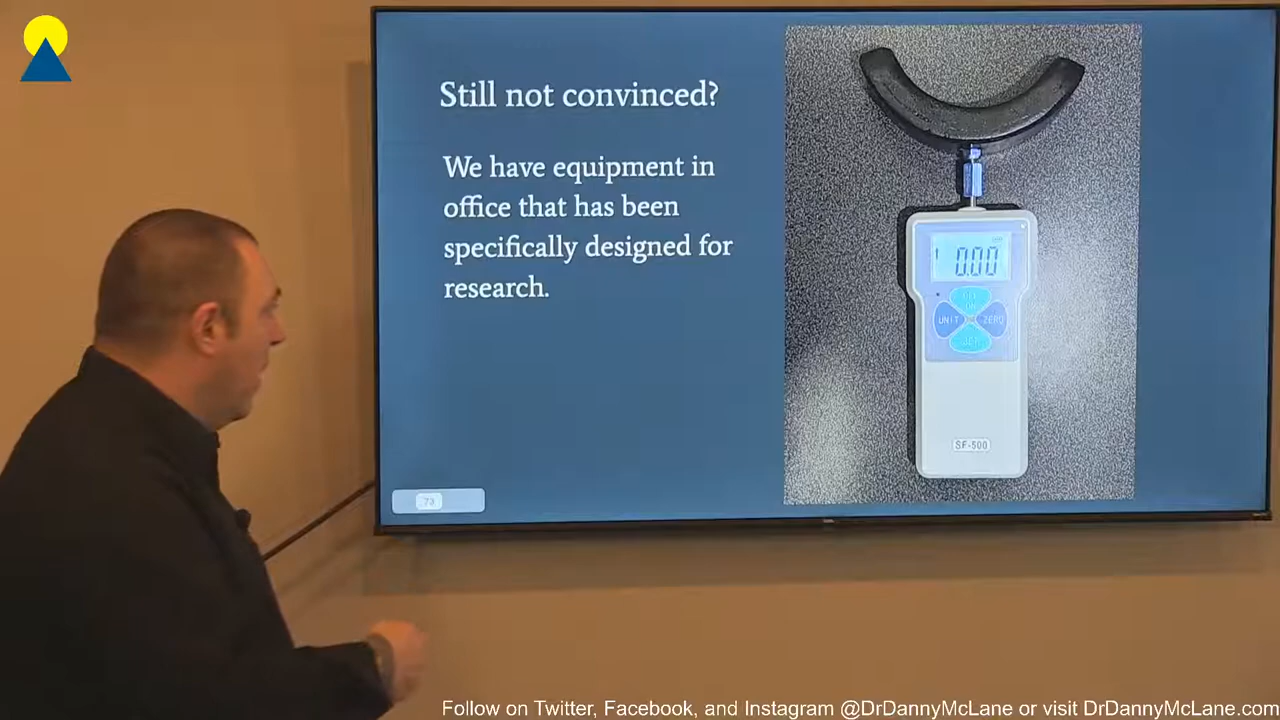 Still not convinced?
We have equipment in
office that has been
specifically designed for
research.
0.00
UNIT
ZERO
SF-500
73
Follow on Twitter, Facebook, and Instagram @DrDannyMcLane or visit DrDannyMcLane.com